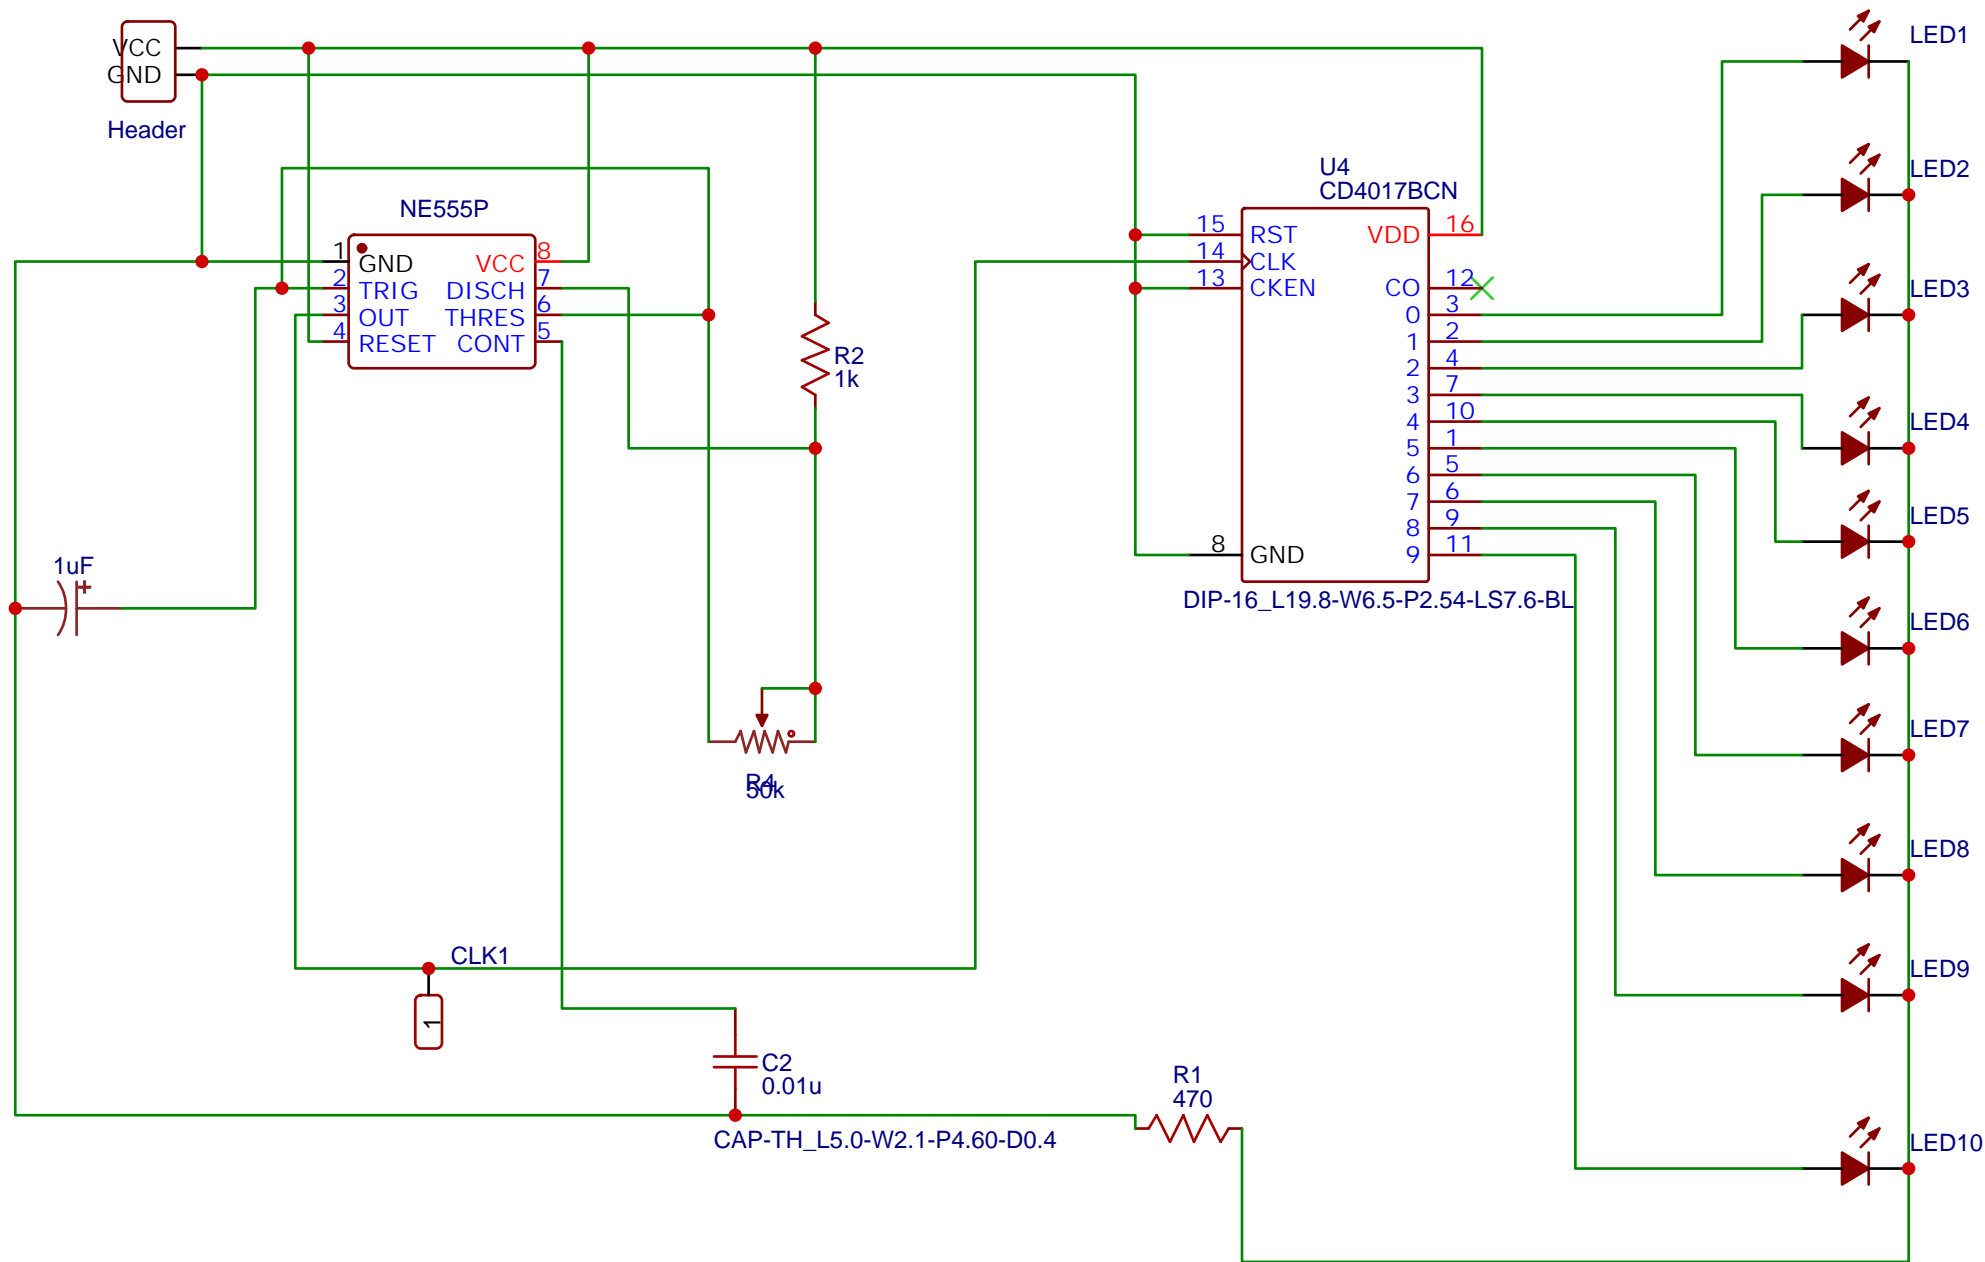 VCC
GND
Header
NE555P
1
GND
2
TRIG
3
OUT
4
RESET
VCC
8
DISCH
7
THRES
6
CONT
5
R2
1k
1uF
R4
50k
CLK1
1
C2
0.01u
CAP-TH_L5.0-W2.1-P4.60-D0.4
R1
470
U4
CD4017BCN
15
RST
14
CLK
13
CKEN
8
GND
VDD
16
CO
12
0
3
1
2
2
4
3
7
4
10
5
1
6
5
7
6
8
9
9
11
DIP-16_L19.8-W6.5-P2.54-LS7.6-BL
LED1
LED2
LED3
LED4
LED5
LED6
LED7
LED8
LED9
LED10